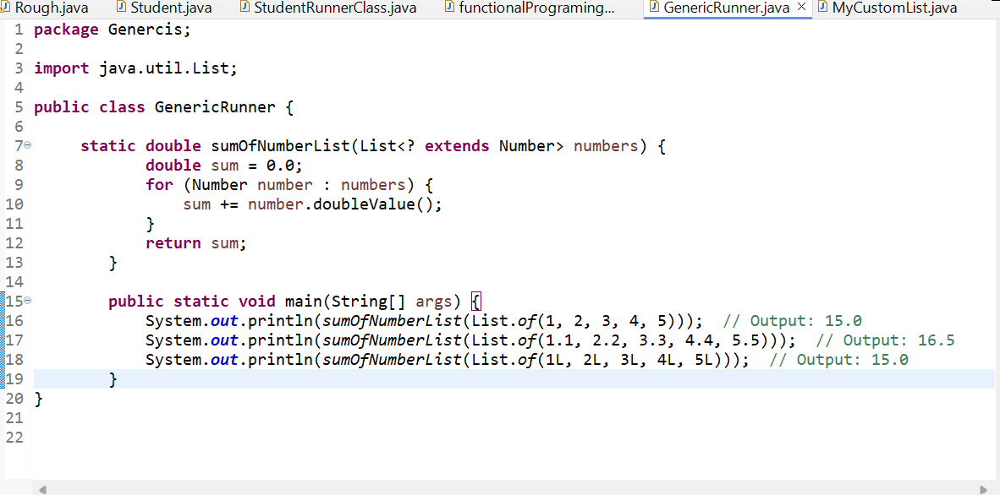 Rough.java Student.java StudentRunnerClass.java functionalPrograming... GenericRunner.java MyCustomList.java
1 package Genercis;
2
3 import java.util.List;
4
5 public class GenericRunner {
6
7 static double sumOfNumberList(List<? extends Number> numbers) {
8 double sum = 0.0;
9 for (Number number : numbers) {
10 sum += number.doubleValue();
11 }
12 return sum;
13 }
14
15 public static void main(String[] args) {
16 System.out.println(sumOfNumberList(List.of(1, 2, 3, 4, 5))); // Output: 15.0
17 System.out.println(sumOfNumberList(List.of(1.1, 2.2, 3.3, 4.4, 5.5))); // Output: 16.5
18 System.out.println(sumOfNumberList(List.of(1L, 2L, 3L, 4L, 5L))); // Output: 15.0
19 }
20 }
21
22